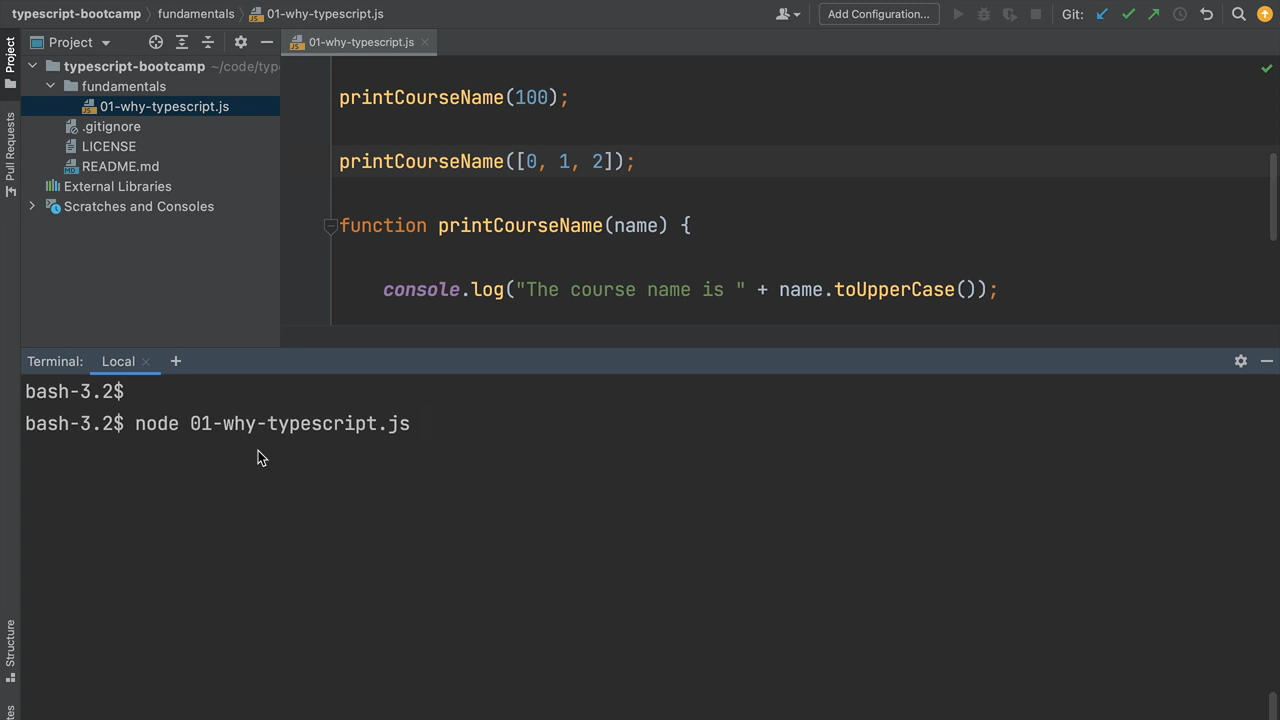 typescript-bootcamp fundamentals 01-why-typescript.js Add Configuration... Git:
Project
01-why-typescript.js
typescript-bootcamp ~/code/type
fundamentals
01-why-typescript.js
.gitignore
LICENSE
README.md
External Libraries
Scratches and Consoles
Project
Pull Requests
Structure
printCourseName(100);
printCourseName([0, 1, 2]);
function printCourseName(name) {
console.log("The course name is " + name.toUpperCase());
Terminal: Local +
bash-3.2$
bash-3.2$ node 01-why-typescript.js